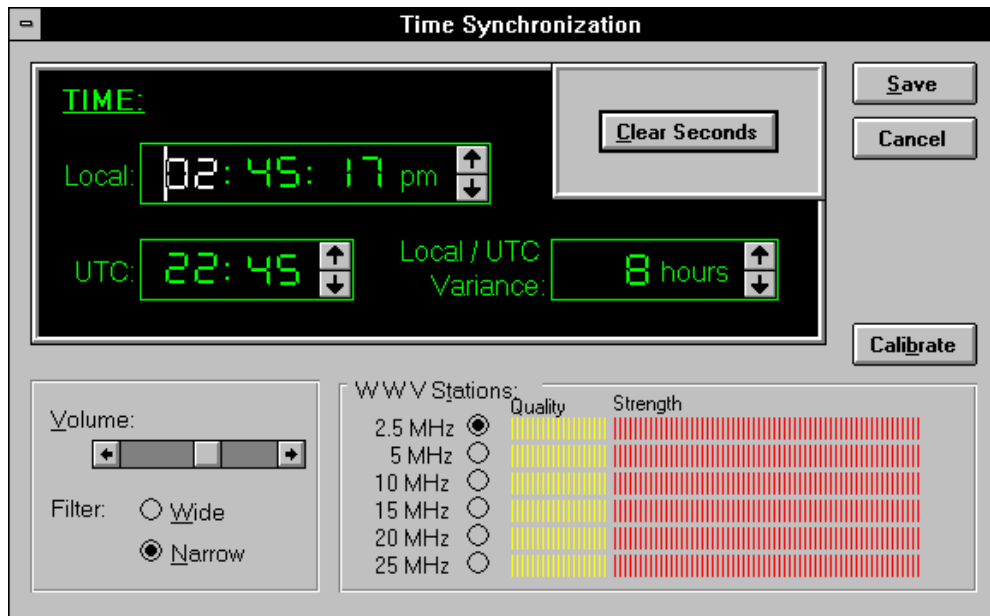 Time Synchronization
TIME:
Clear Seconds
Save
Cancel
Local: 02: 45: 17 pm
UTC: 22: 45
Local / UTC
Variance: 8 hours
Calibrate
Volume:
Filter: Wide
Narrow
W W V Stations:
Quality Strength
2.5 MHz
5 MHz
10 MHz
15 MHz
20 MHz
25 MHz